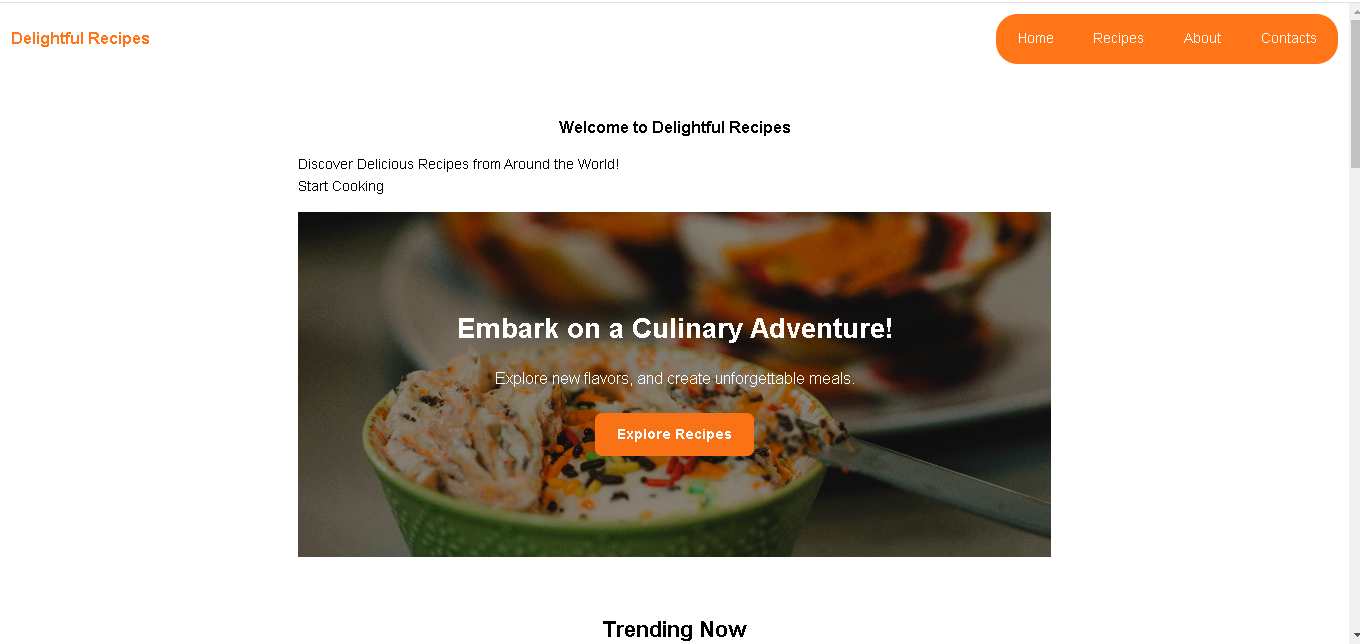 Delightful Recipes
Home Recipes About Contacts
Welcome to Delightful Recipes
Discover Delicious Recipes from Around the World!
Start Cooking
Embark on a Culinary Adventure!
Explore new flavors, and create unforgettable meals.
Explore Recipes
Trending Now